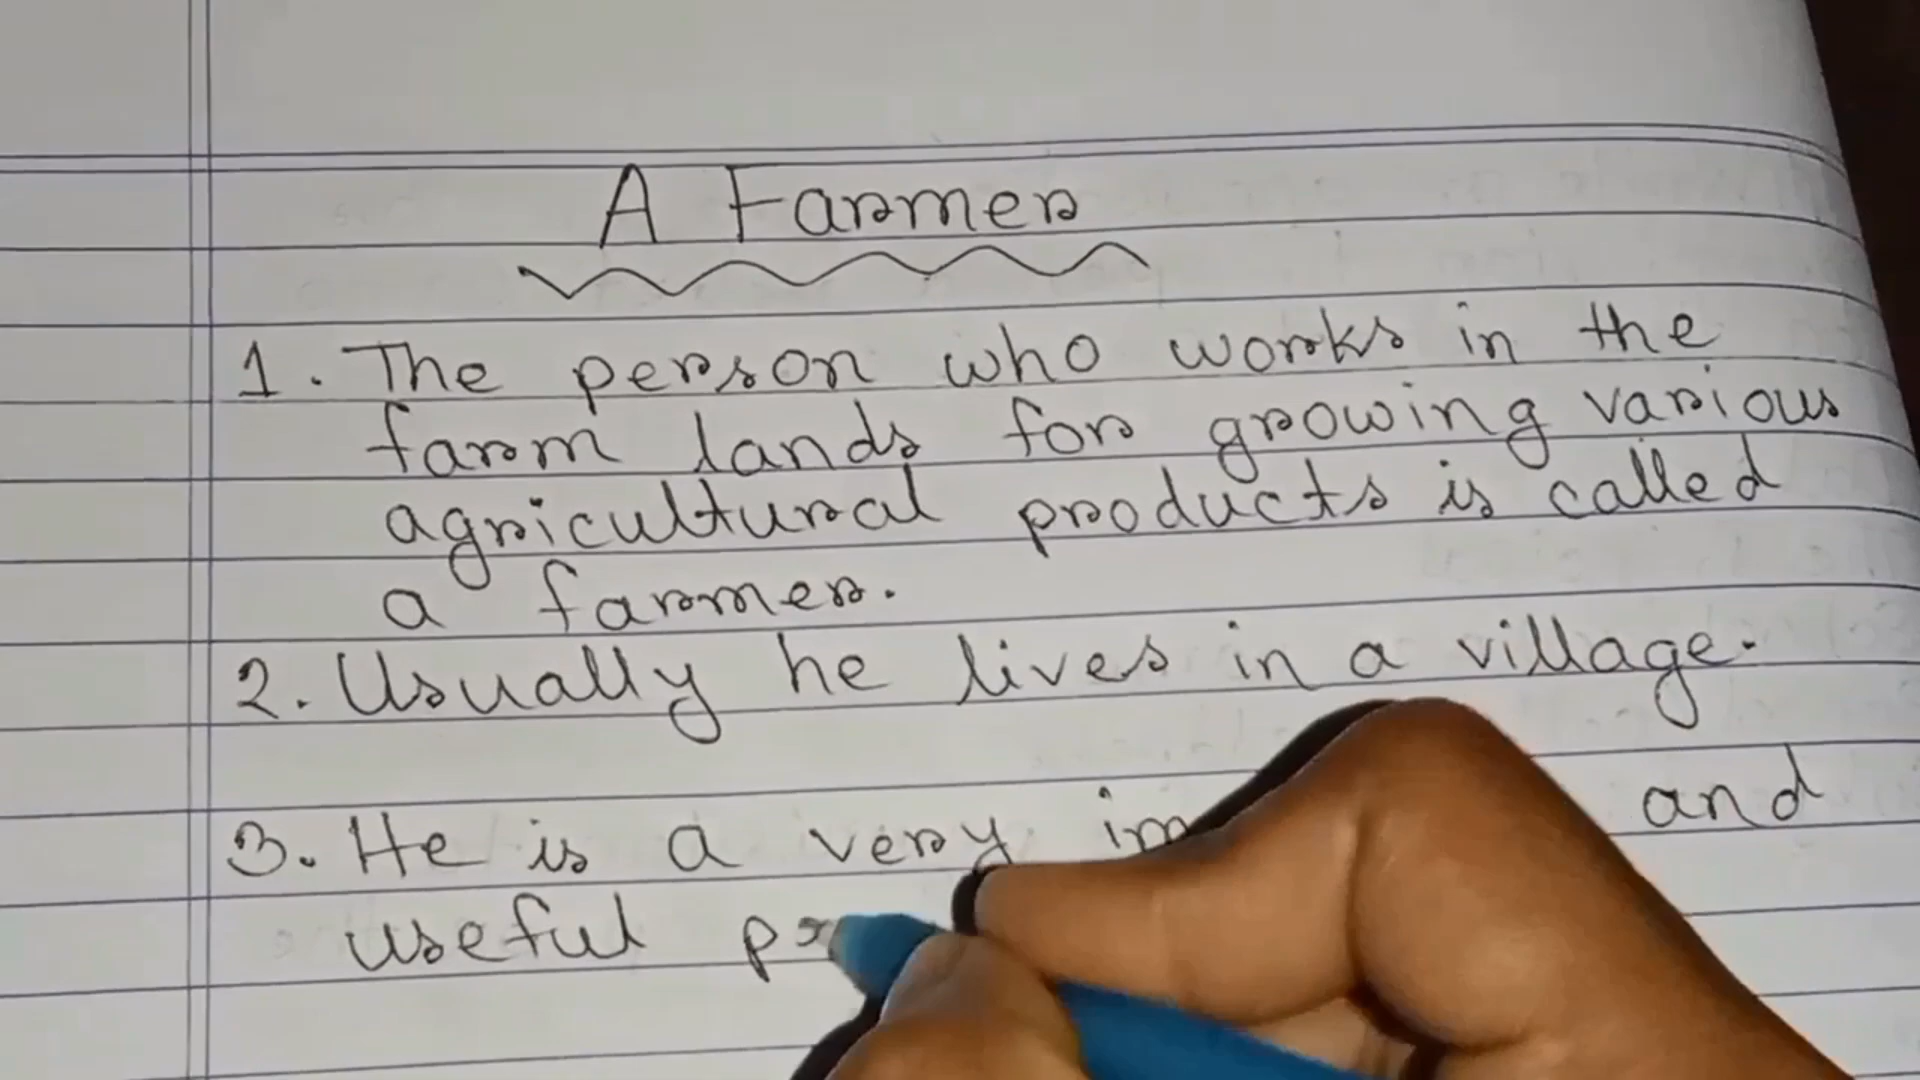 A Farmer
1. The person who works in the
farm lands for growing various
agricultural products is called
a farmer.
2. Usually he lives in a village.
3. He is a very and
useful